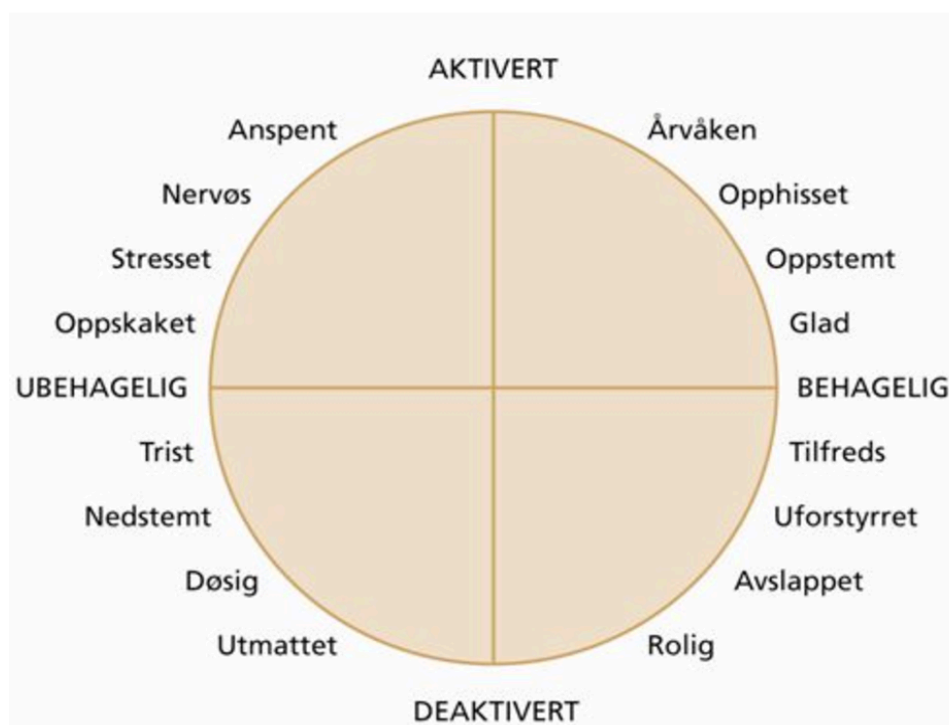 AKTIVERT
Anspent
Årvåken
Nervøs
Opphisset
Stresset
Oppstemt
Oppskaket
Glad
UBEHAGELIG
BEHAGELIG
Trist
Tilfreds
Nedstemt
Uforstyrret
Døsig
Avslappet
Utmattet
Rolig
DEAKTIVERT